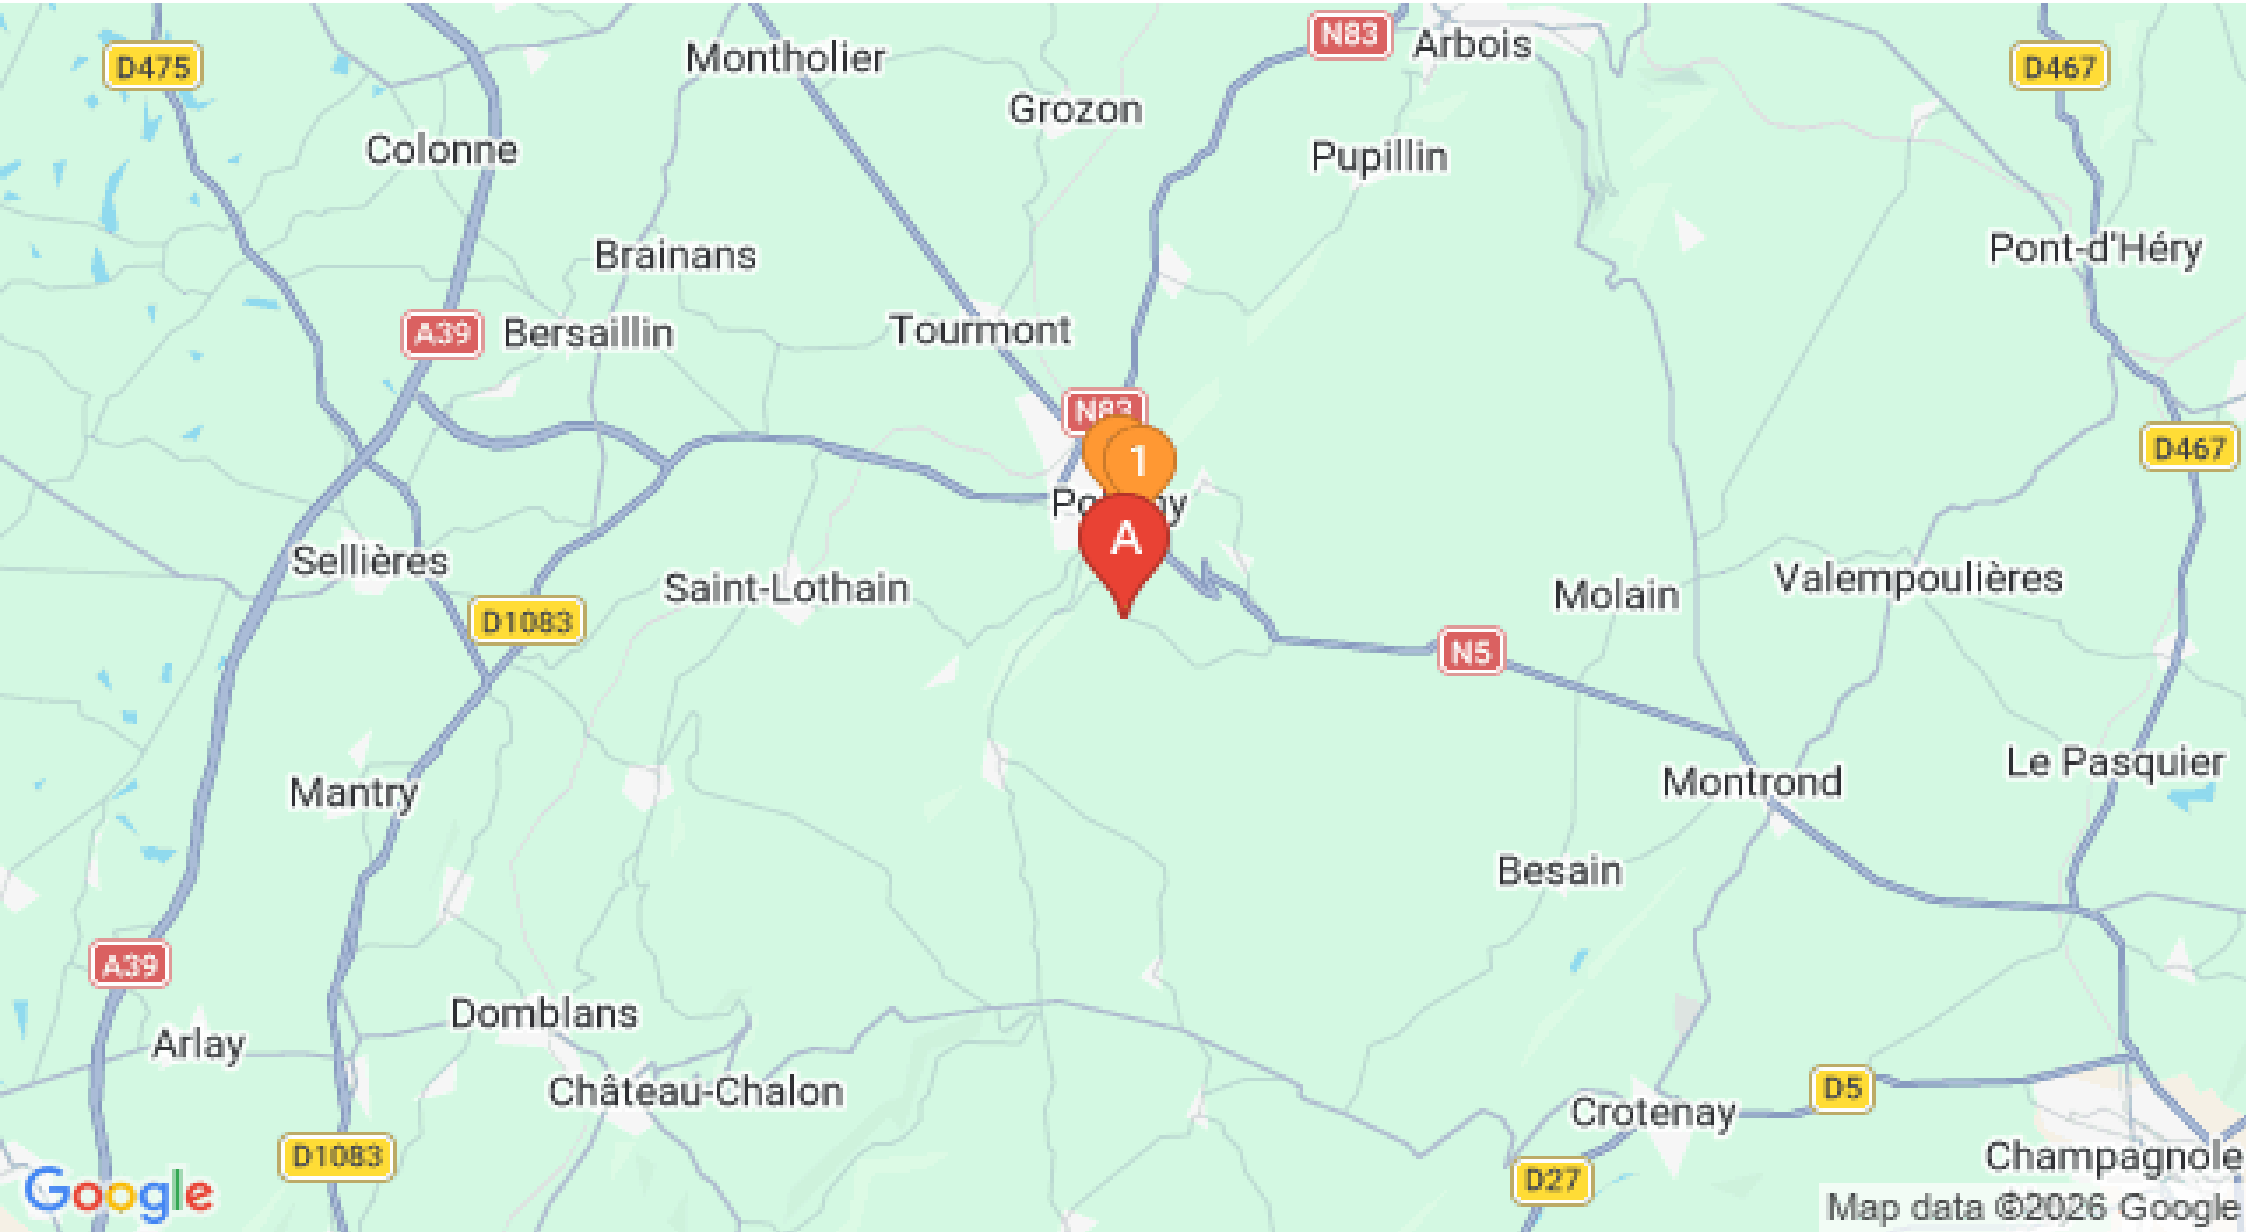 N83
Arbois
D475
Montholier
D467
Grozon
Colonne
Pupillin
Brainans
Pont-d'Héry
A39
Bersaillin
Tourmont
N83
1
D467
A
Sellières
Saint-Lothain
Molain
Valempoulières
D1083
N5
Le Pasquier
Mantry
Montrond
Besain
A39
Domblans
Arlay
Château-Chalon
D5
Crotenay
D1083
Champagnole
D27
Google
Map data ©2026 Google